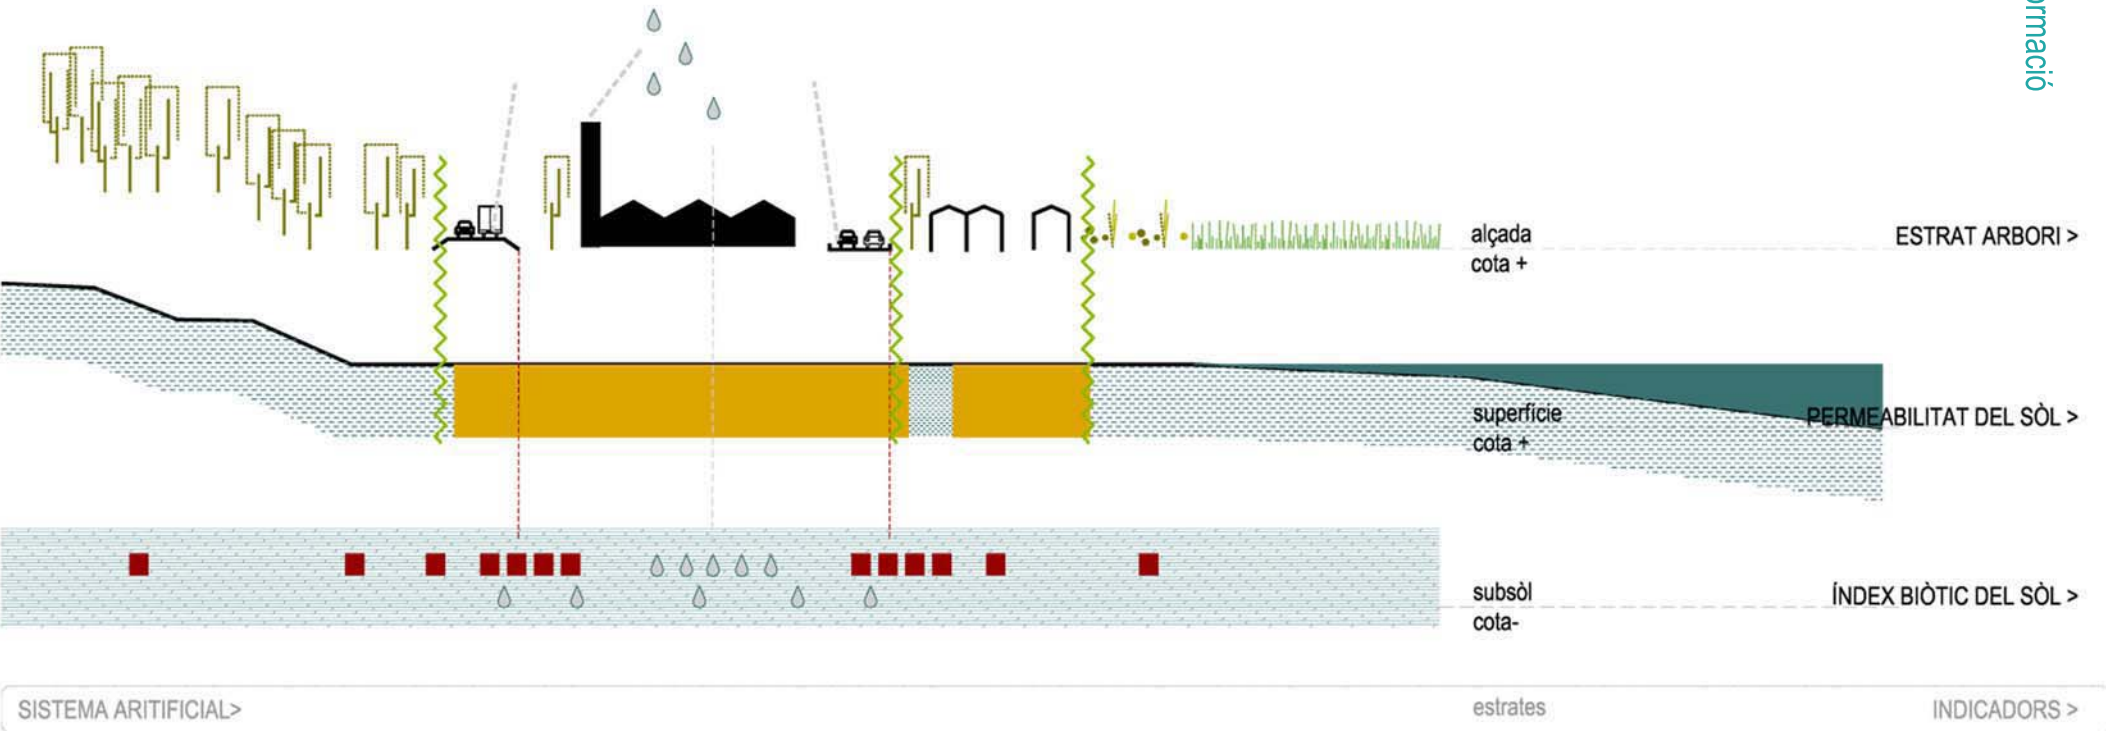 ormació
alçada
cota +
ESTRAT ARBORI >
superfície
cota +
PERMEABILITAT DEL SÒL >
subsòl
cota-
ÍNDEX BIÒTIC DEL SÒL >
SISTEMA ARITIFICIAL>
estrates
INDICADORS >